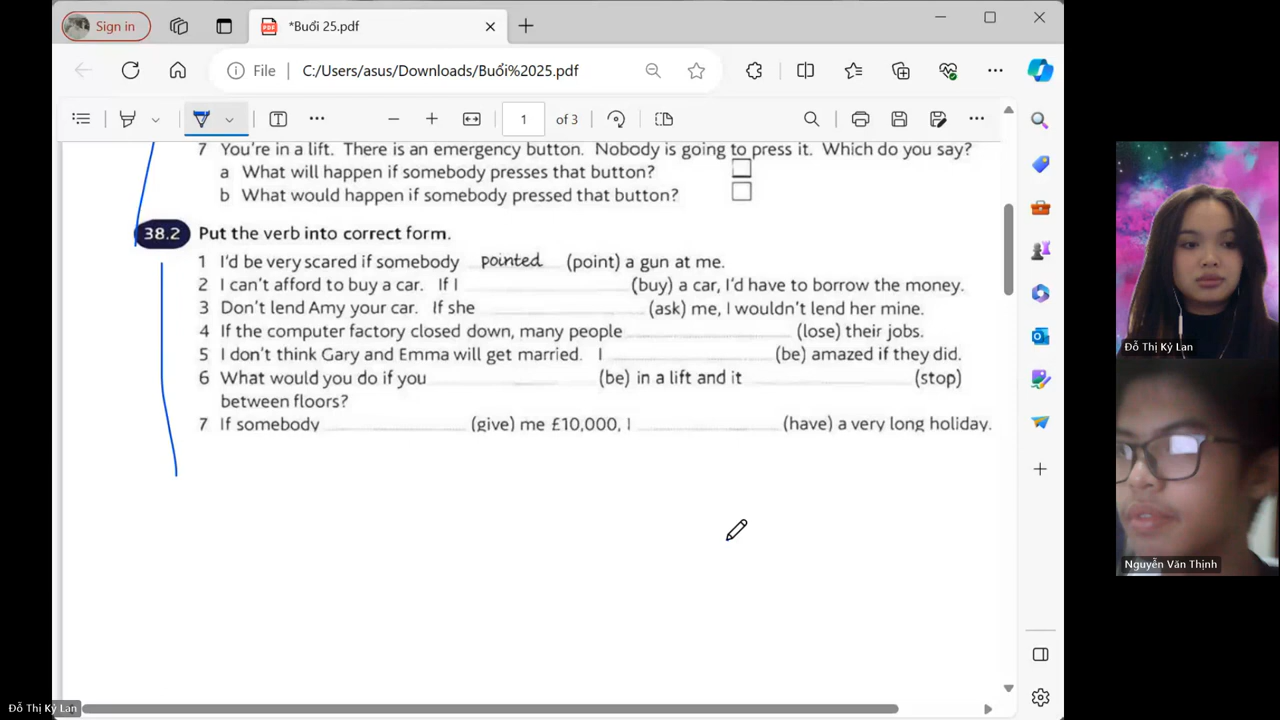 Sign in
*Buổi 25.pdf
File
C:/Users/asus/Downloads/Buổi%2025.pdf
1 of 3
7 You're in a lift. There is an emergency button. Nobody is going to press it. Which do you say?
a What will happen if somebody presses that button?
b What would happen if somebody pressed that button?
38.2 Put the verb into correct form.
1 I'd be very scared if somebody pointed (point) a gun at me.
2 I can't afford to buy a car. If I (buy) a car, I'd have to borrow the money.
3 Don't lend Amy your car. If she (ask) me, I wouldn't lend her mine.
4 If the computer factory closed down, many people (lose) their jobs.
5 I don't think Gary and Emma will get married. I (be) amazed if they did.
6 What would you do if you (be) in a lift and it (stop)
between floors?
7 If somebody (give) me £10,000, I (have) a very long holiday.
Đỗ Thị Kỷ Lan
Nguyễn Văn Thịnh
Đỗ Thị Kỷ Lan